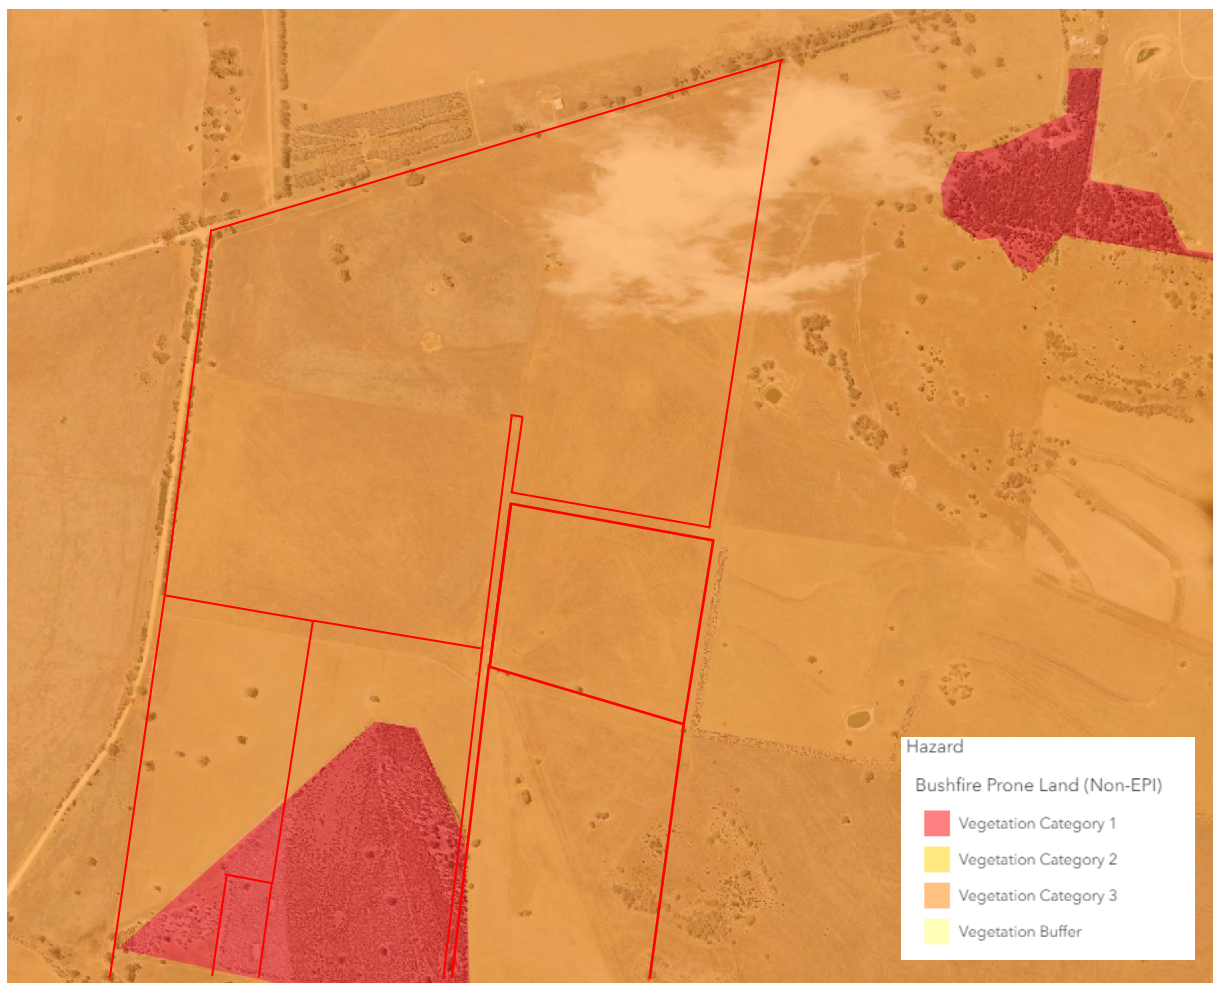 Hazard
Bushfire Prone Land (Non-EPI)
Vegetation Category 1
Vegetation Category 2
Vegetation Category 3
Vegetation Buffer